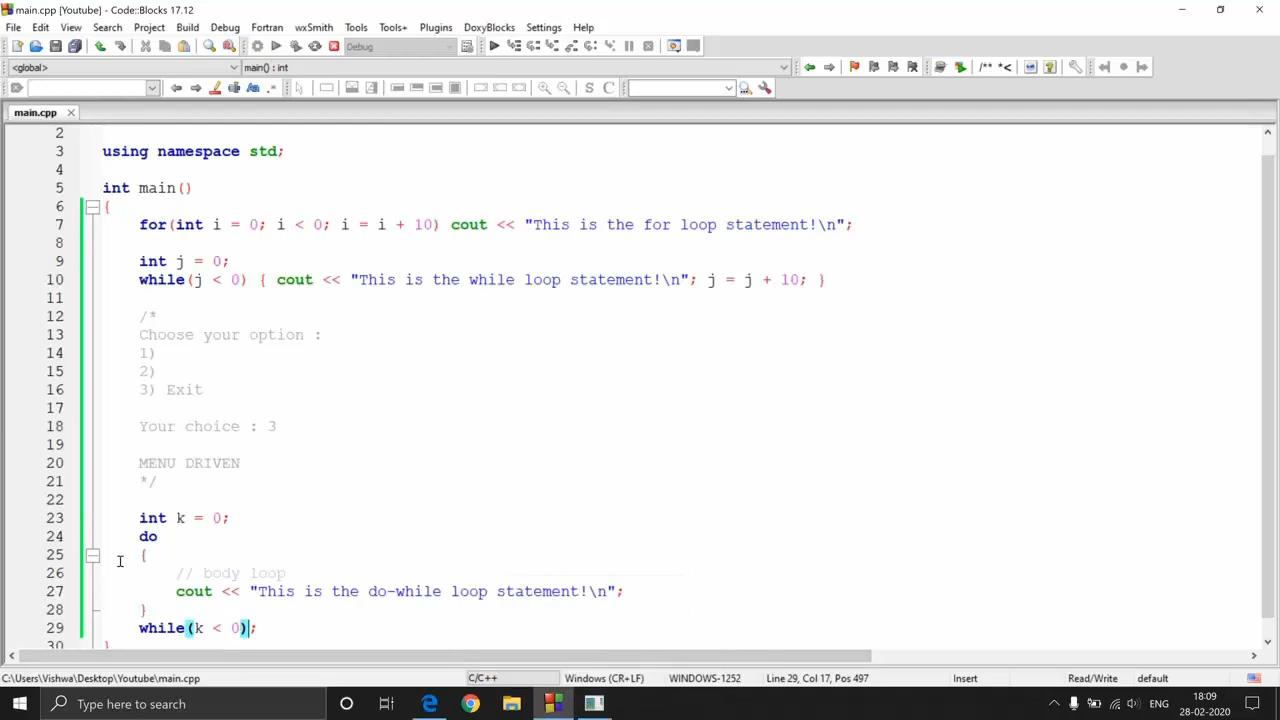 main.cpp [Youtube] - Code::Blocks 17.12
File Edit View Search Project Build Debug Fortran wxSmith Tools Tools+ Plugins DoxyBlocks Settings Help
Debug
<global> main() : int /** *<
S C
main.cpp
2
3 using namespace std;
4
5 int main()
6 {
7 for(int i = 0; i < 0; i = i + 10) cout << "This is the for loop statement!\n";
8
9 int j = 0;
10 while(j < 0) { cout << "This is the while loop statement!\n"; j = j + 10; }
11
12 /*
13 Choose your option :
14 1)
15 2)
16 3) Exit
17
18 Your choice : 3
19
20 MENU DRIVEN
21 */
22
23 int k = 0;
24 do
25 {
26 // body loop
27 cout << "This is the do-while loop statement!\n";
28 }
29 while(k < 0);
30 }
C:\Users\Vishwa\Desktop\Youtube\main.cpp C/C++ Windows (CR+LF) WINDOWS-1252 Line 29, Col 17, Pos 497 Insert Read/Write default
Type here to search ENG 18:09
28-02-2020